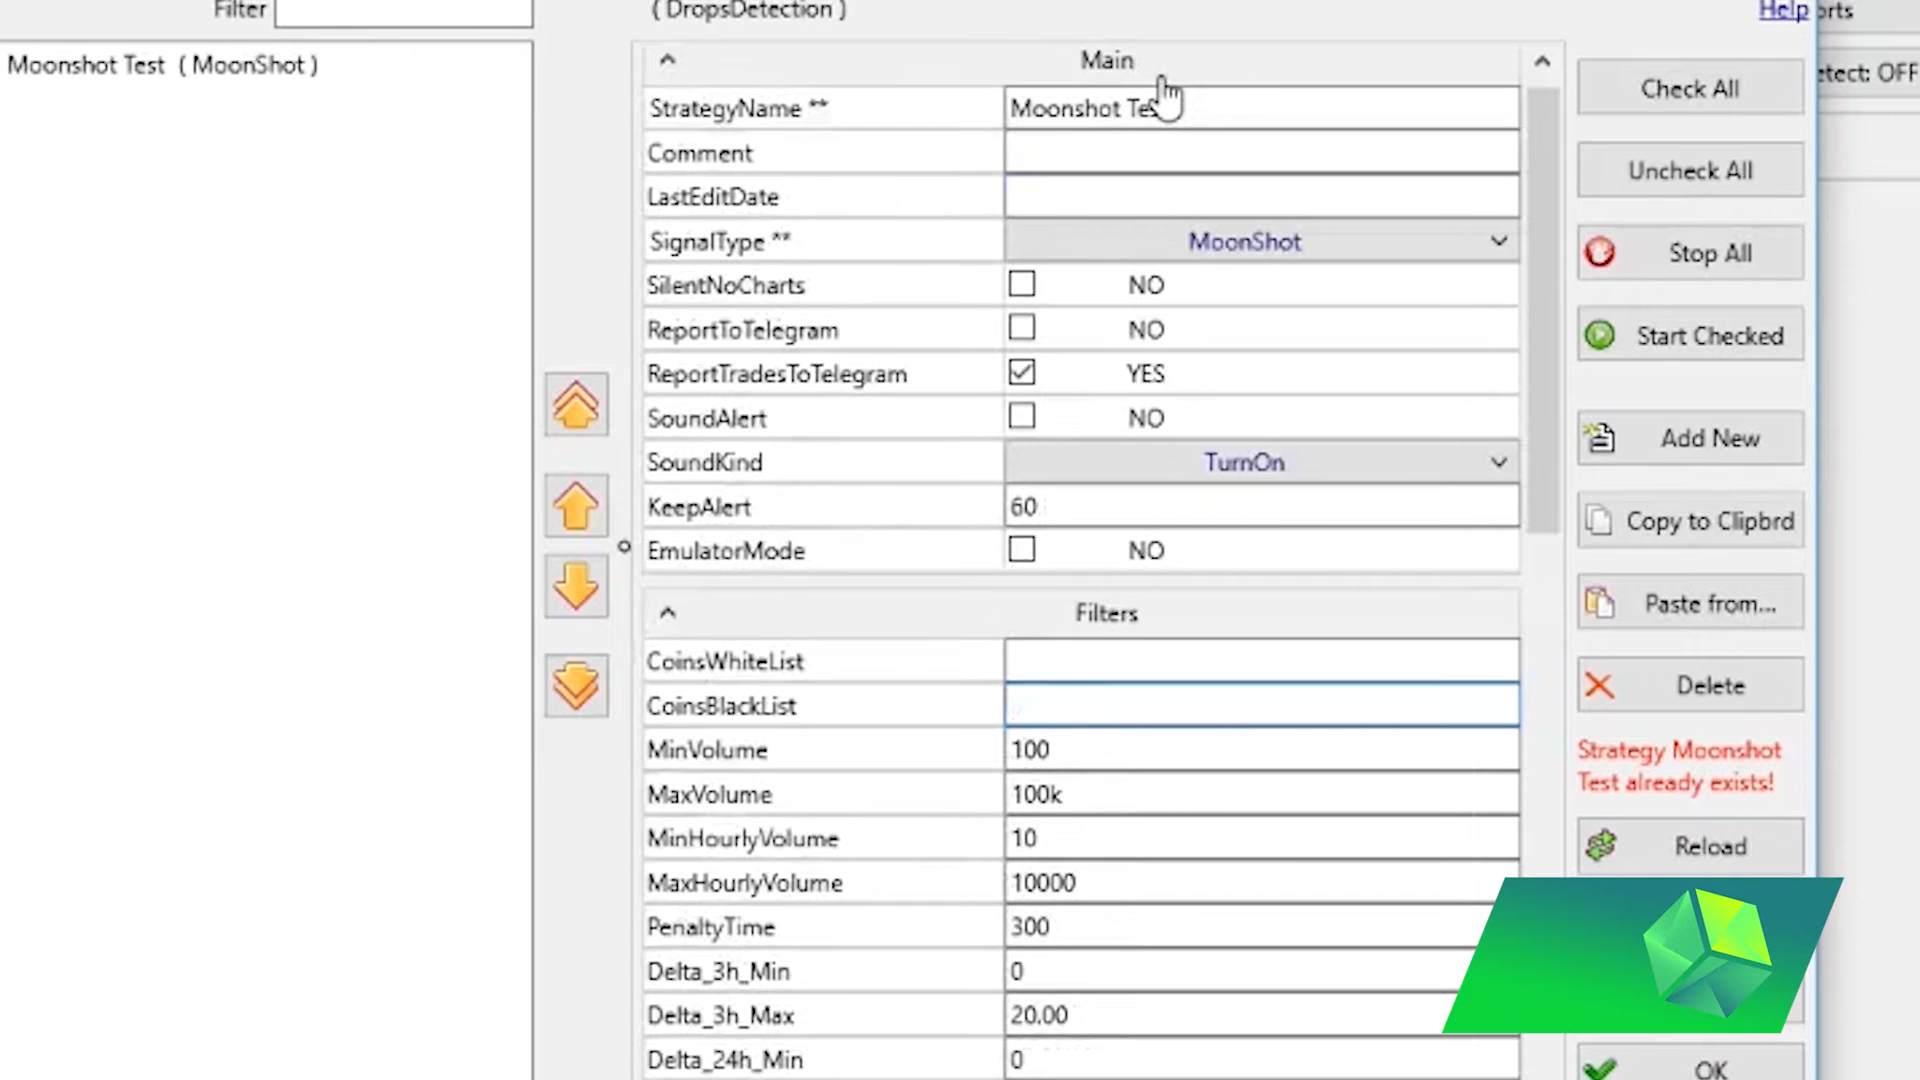 Filter
( DropsDetection )
Help
orts
Moonshot Test ( MoonShot )
Main
Check All
etect: OFF
StrategyName **
Moonshot Tes
Comment
Uncheck All
LastEditDate
SignalType **
MoonShot
Stop All
SilentNoCharts
NO
ReportToTelegram
NO
Start Checked
ReportTradesToTelegram
YES
SoundAlert
NO
Add New
SoundKind
TurnOn
KeepAlert
60
Copy to Clipbrd
EmulatorMode
NO
Paste from...
Filters
CoinsWhiteList
Delete
CoinsBlackList
MinVolume
100
Strategy Moonshot
Test already exists!
MaxVolume
100k
MinHourlyVolume
10
Reload
MaxHourlyVolume
10000
PenaltyTime
300
Delta_3h_Min
0
Delta_3h_Max
20.00
Delta_24h_Min
0
OK